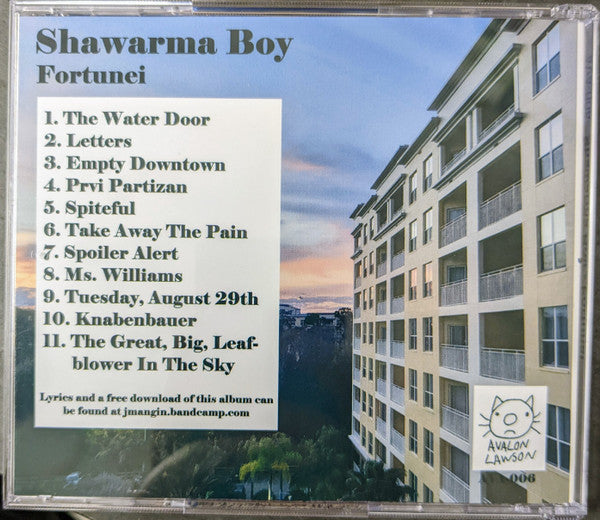 Shawarma Boy
Fortunei
1. The Water Door
2. Letters
3. Empty Downtown
4. Prvi Partizan
5. Spiteful
6. Take Away The Pain
7. Spoiler Alert
8. Ms. Williams
9. Tuesday, August 29th
10. Knabenbauer
11. The Great, Big, Leaf-
blower In The Sky
Lyrics and a free download of this album can
be found at jmangin.bandcamp.com
AVALON
LAWSON